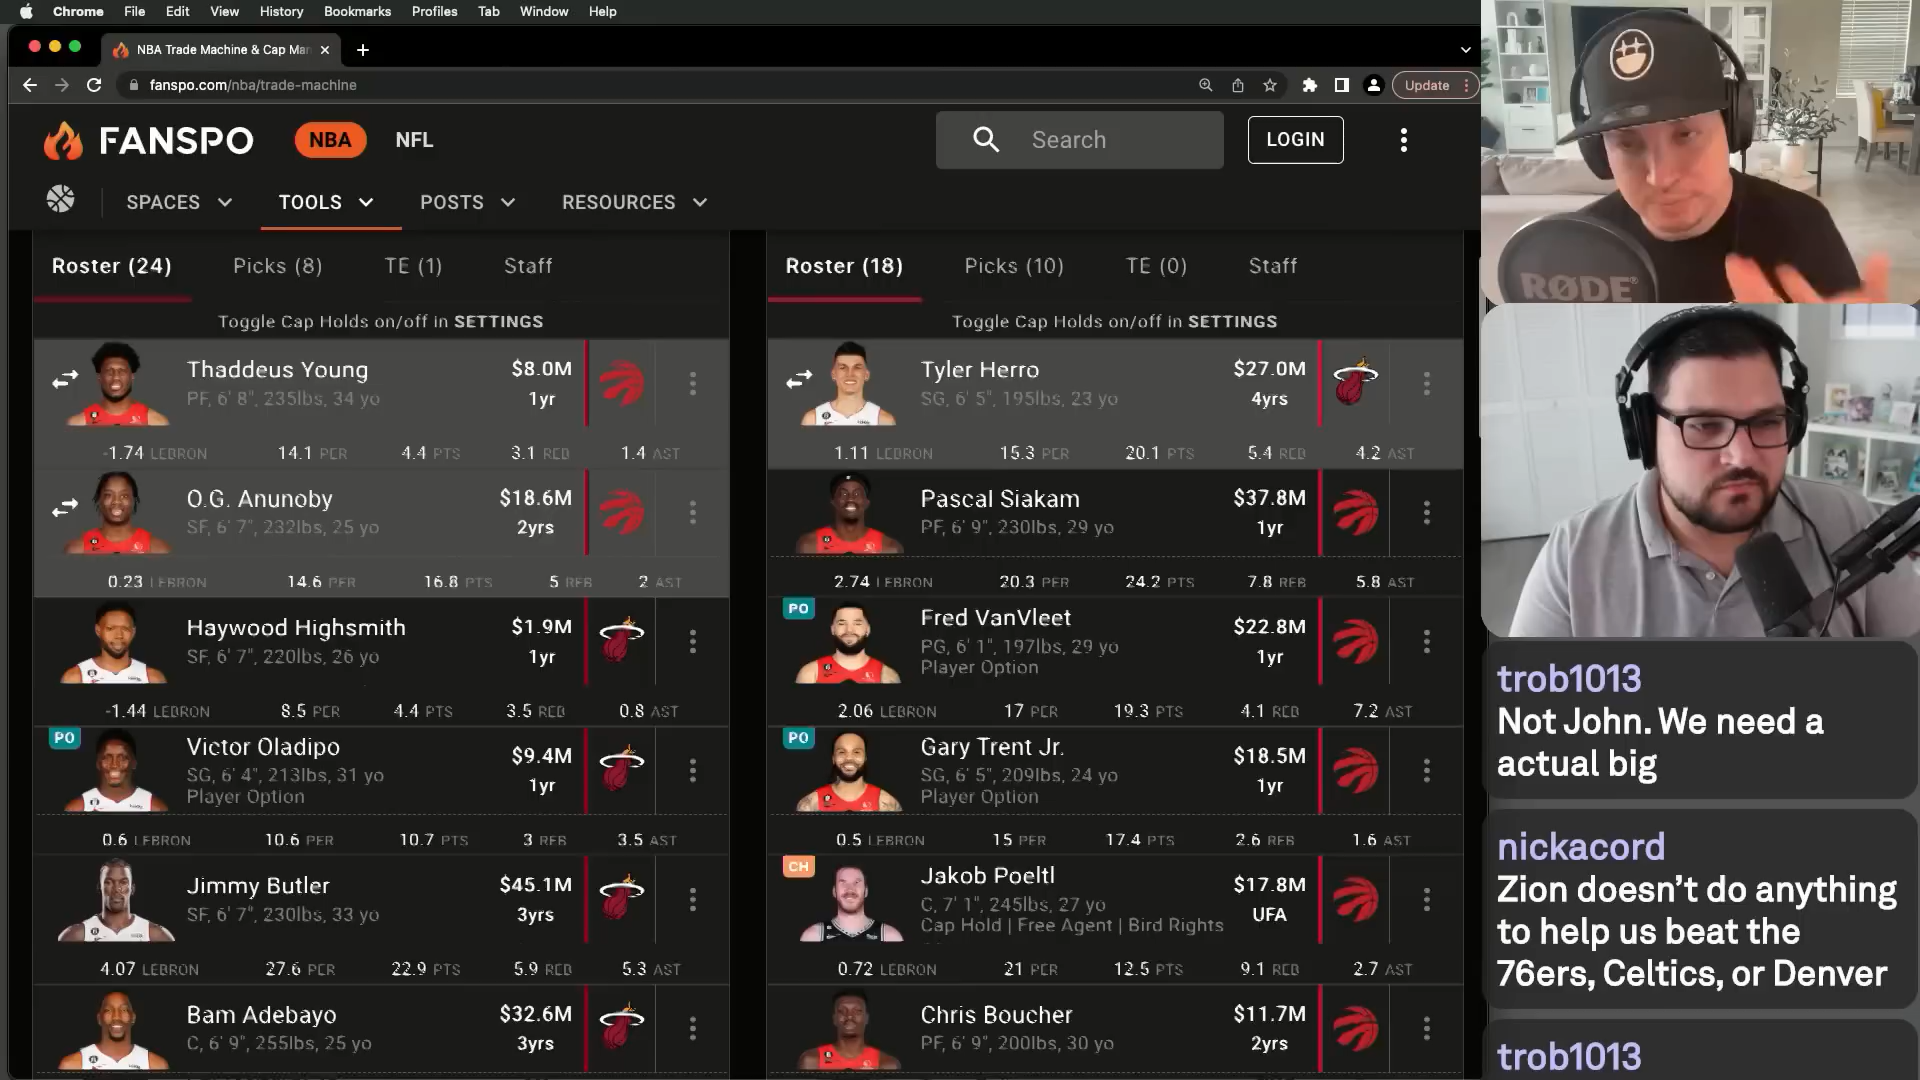 Chrome File Edit View History Bookmarks Profiles Tab Window Help
NBA Trade Machine & Cap Man
fanspo.com/nba/trade-machine
Update
FANSPO NBA NFL
Search
LOGIN
SPACES TOOLS POSTS RESOURCES
Roster (24) Picks (8) TE (1) Staff
Toggle Cap Holds on/off in SETTINGS
Thaddeus Young $8.0M
PF, 6' 8", 235lbs, 34 yo 1yr
-1.74 LEBRON 14.1 PER 4.4 PTS 3.1 REB 1.4 AST
O.G. Anunoby $18.6M
SF, 6' 7", 232lbs, 25 yo 2yrs
0.23 LEBRON 14.6 PER 16.8 PTS 5 REB 2 AST
Haywood Highsmith $1.9M
SF, 6' 7", 220lbs, 26 yo 1yr
-1.44 LEBRON 8.5 PER 4.4 PTS 3.5 REB 0.8 AST
PO
Victor Oladipo $9.4M
SG, 6' 4", 213lbs, 31 yo 1yr
Player Option
0.6 LEBRON 10.6 PER 10.7 PTS 3 REB 3.5 AST
Jimmy Butler $45.1M
SF, 6' 7", 230lbs, 33 yo 3yrs
4.07 LEBRON 27.6 PER 22.9 PTS 5.9 REB 5.3 AST
Bam Adebayo $32.6M
C, 6' 9", 255lbs, 25 yo 3yrs
Roster (18) Picks (10) TE (0) Staff
Toggle Cap Holds on/off in SETTINGS
Tyler Herro $27.0M
SG, 6' 5", 195lbs, 23 yo 4yrs
1.11 LEBRON 15.3 PER 20.1 PTS 5.4 REB 4.2 AST
Pascal Siakam $37.8M
PF, 6' 9", 230lbs, 29 yo 1yr
2.74 LEBRON 20.3 PER 24.2 PTS 7.8 REB 5.8 AST
PO
Fred VanVleet $22.8M
PG, 6' 1", 197lbs, 29 yo 1yr
Player Option
2.06 LEBRON 17 PER 19.3 PTS 4.1 REB 7.2 AST
PO
Gary Trent Jr. $18.5M
SG, 6' 5", 209lbs, 24 yo 1yr
Player Option
0.5 LEBRON 15 PER 17.4 PTS 2.6 REB 1.6 AST
CH
Jakob Poeltl $17.8M
C, 7' 1", 245lbs, 27 yo UFA
Cap Hold | Free Agent | Bird Rights
0.72 LEBRON 21 PER 12.5 PTS 9.1 REB 2.7 AST
Chris Boucher $11.7M
PF, 6' 9", 200lbs, 30 yo 2yrs
RØDE
trob1013
Not John. We need a
actual big
nickacord
Zion doesn't do anything
to help us beat the
76ers, Celtics, or Denver
trob1013